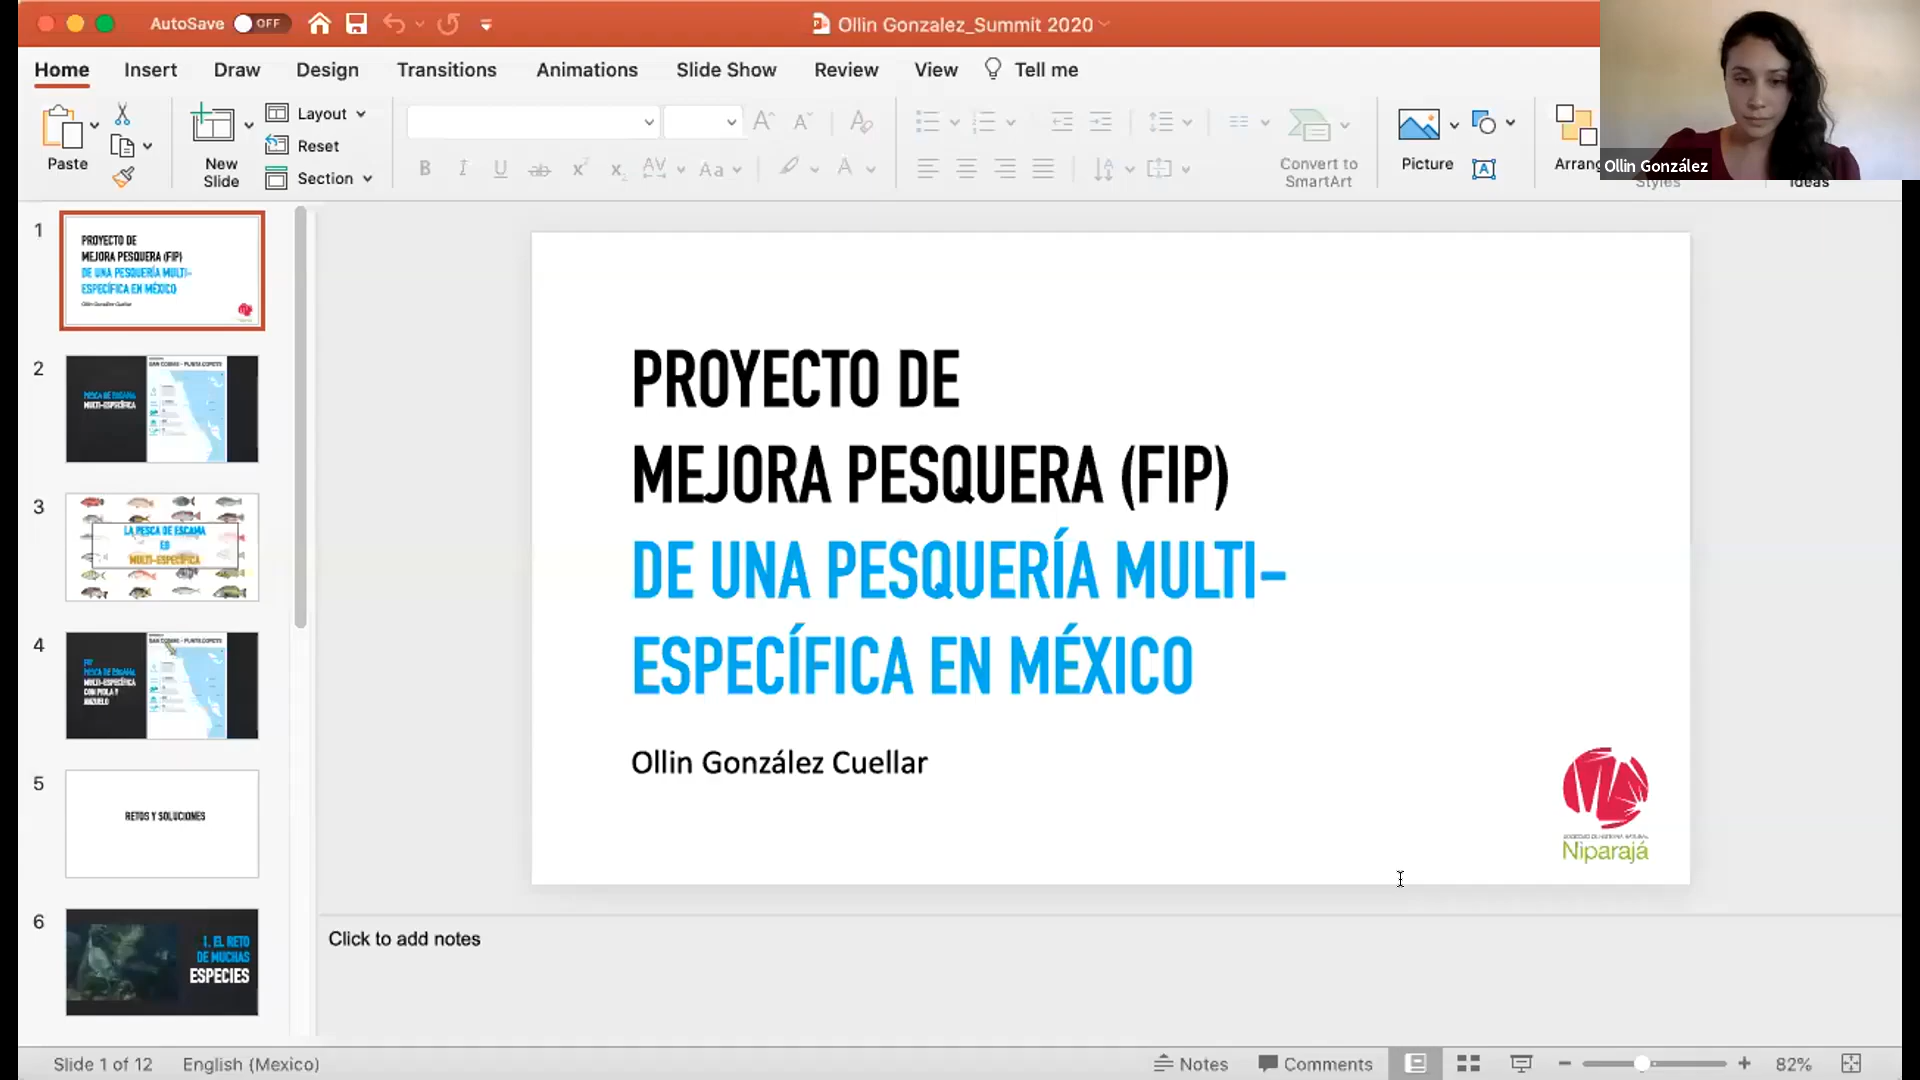 AutoSave OFF
Ollin Gonzalez_Summit 2020
Home Insert Draw Design Transitions Animations Slide Show Review View Tell me
Paste
New
Slide
Layout
Reset
Section
Convert to
SmartArt
Picture
Arrang
Styles
Ideas
Ollin González
1
PROYECTO DE
MEJORA PESQUERA (FIP)
DE UNA PESQUERÍA MULTI-
ESPECÍFICA EN MÉXICO
Ollin González Cuellar
2
PESCA DE ESCAMA
MULTI-ESPECÍFICA
SAN COSME - PUNTA COYOTE
3
LA PESCA DE ESCAMA
ES
MULTI-ESPECÍFICA
4
FIP
PESCA DE ESCAMA
MULTI-ESPECÍFICA
CON PIOLA Y
ANZUELO
SAN COSME - PUNTA COYOTE
5
RETOS Y SOLUCIONES
6
1. EL RETO
DE MUCHAS
ESPECIES
PROYECTO DE
MEJORA PESQUERA (FIP)
DE UNA PESQUERÍA MULTI-
ESPECÍFICA EN MÉXICO
Ollin González Cuellar
SOCIEDAD DE HISTORIA NATURAL
Niparajá
Click to add notes
Slide 1 of 12 English (Mexico)
Notes Comments 82%